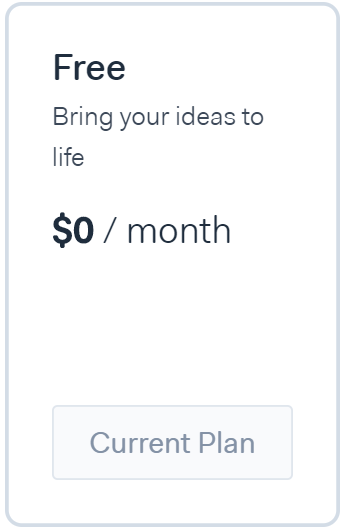 Free
Bring your ideas to
life
$0 / month
Current Plan